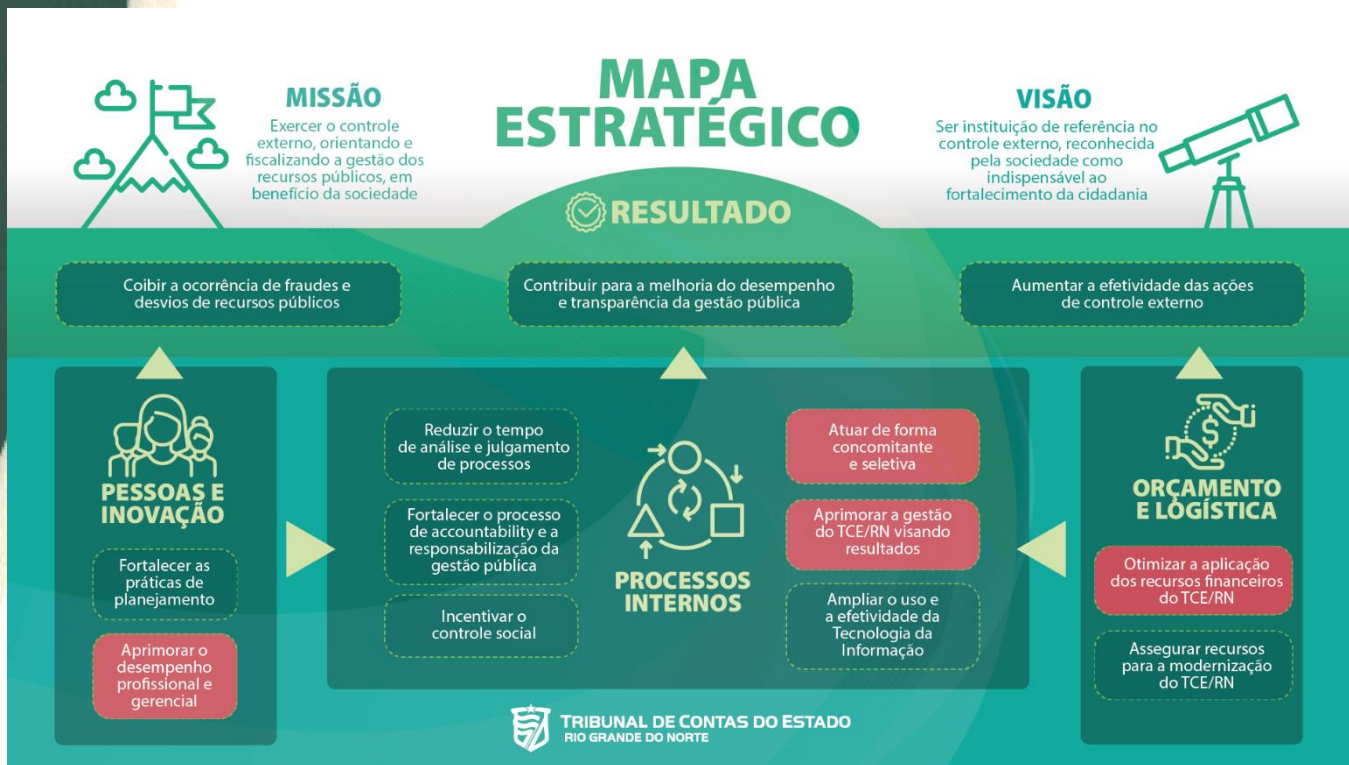 MAPA
ESTRATÉGICO
MISSÃO
Exercer o controle
externo, orientando e
fiscalizando a gestão dos
recursos públicos, em
benefício da sociedade
VISÃO
Ser instituição de referência no
controle externo, reconhecida
pela sociedade como
indispensável ao
fortalecimento da cidadania
RESULTADO
Coibir a ocorrência de fraudes e
desvios de recursos públicos
Contribuir para a melhoria do desempenho
e transparência da gestão pública
Aumentar a efetividade das ações
de controle externo
PESSOAS E
INOVAÇÃO
Fortalecer as
práticas de
planejamento
Aprimorar o
desempenho
profissional e
gerencial
Reduzir o tempo
de análise e julgamento
de processos
Fortalecer o processo
de accountability e a
responsabilização da
gestão pública
Incentivar o
controle social
PROCESSOS
INTERNOS
Atuar de forma
concomitante
e seletiva
Aprimorar a gestão
do TCE/RN visando
resultados
Ampliar o uso e
a efetividade da
Tecnologia da
Informação
$
ORÇAMENTO
E LOGÍSTICA
Otimizar a aplicação
dos recursos financeiros
do TCE/RN
Assegurar recursos
para a modernização
do TCE/RN
TRIBUNAL DE CONTAS DO ESTADO
RIO GRANDE DO NORTE